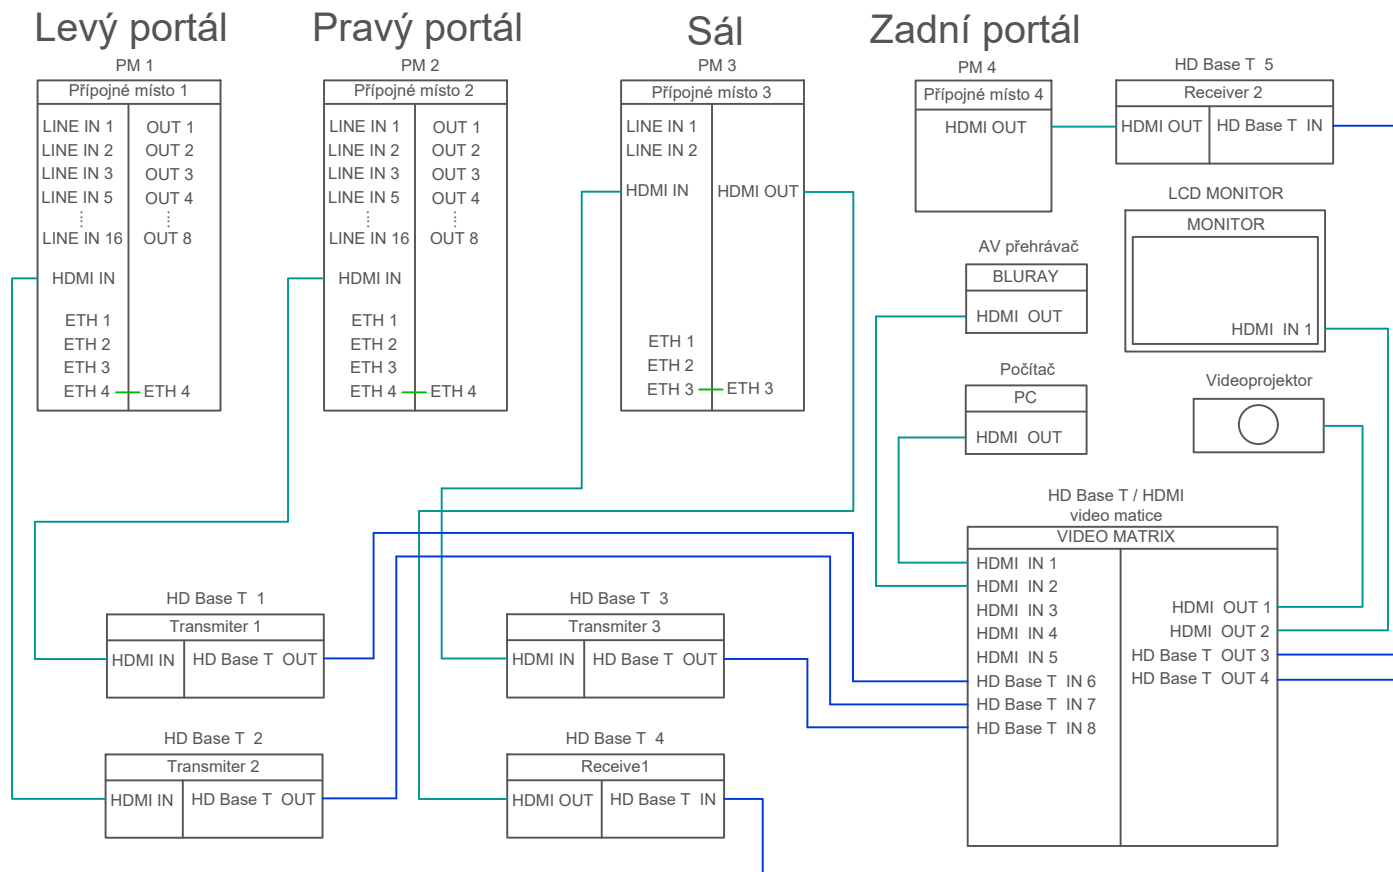 Levý portál
Pravý portál
Sál
Zadní portál
PM 1
Přípojné místo 1
LINE IN 1
LINE IN 2
LINE IN 3
LINE IN 5
LINE IN 16
HDMI IN
ETH 1
ETH 2
ETH 3
ETH 4
OUT 1
OUT 2
OUT 3
OUT 4
OUT 8
ETH 4
PM 2
Přípojné místo 2
LINE IN 1
LINE IN 2
LINE IN 3
LINE IN 5
LINE IN 16
HDMI IN
ETH 1
ETH 2
ETH 3
ETH 4
OUT 1
OUT 2
OUT 3
OUT 4
OUT 8
ETH 4
PM 3
Přípojné místo 3
LINE IN 1
LINE IN 2
HDMI IN
ETH 1
ETH 2
ETH 3
HDMI OUT
ETH 3
PM 4
Přípojné místo 4
HDMI OUT
HD Base T 5
Receiver 2
HDMI OUT
HD Base T IN
LCD MONITOR
MONITOR
HDMI IN 1
AV přehrávač
BLURAY
HDMI OUT
Počítač
PC
HDMI OUT
Videoprojektor
HD Base T / HDMI
video matice
VIDEO MATRIX
HDMI IN 1
HDMI IN 2
HDMI IN 3
HDMI IN 4
HDMI IN 5
HD Base T IN 6
HD Base T IN 7
HD Base T IN 8
HDMI OUT 1
HDMI OUT 2
HD Base T OUT 3
HD Base T OUT 4
HD Base T 1
Transmiter 1
HDMI IN
HD Base T OUT
HD Base T 3
Transmiter 3
HDMI IN
HD Base T OUT
HD Base T 2
Transmiter 2
HDMI IN
HD Base T OUT
HD Base T 4
Receive1
HDMI OUT
HD Base T IN